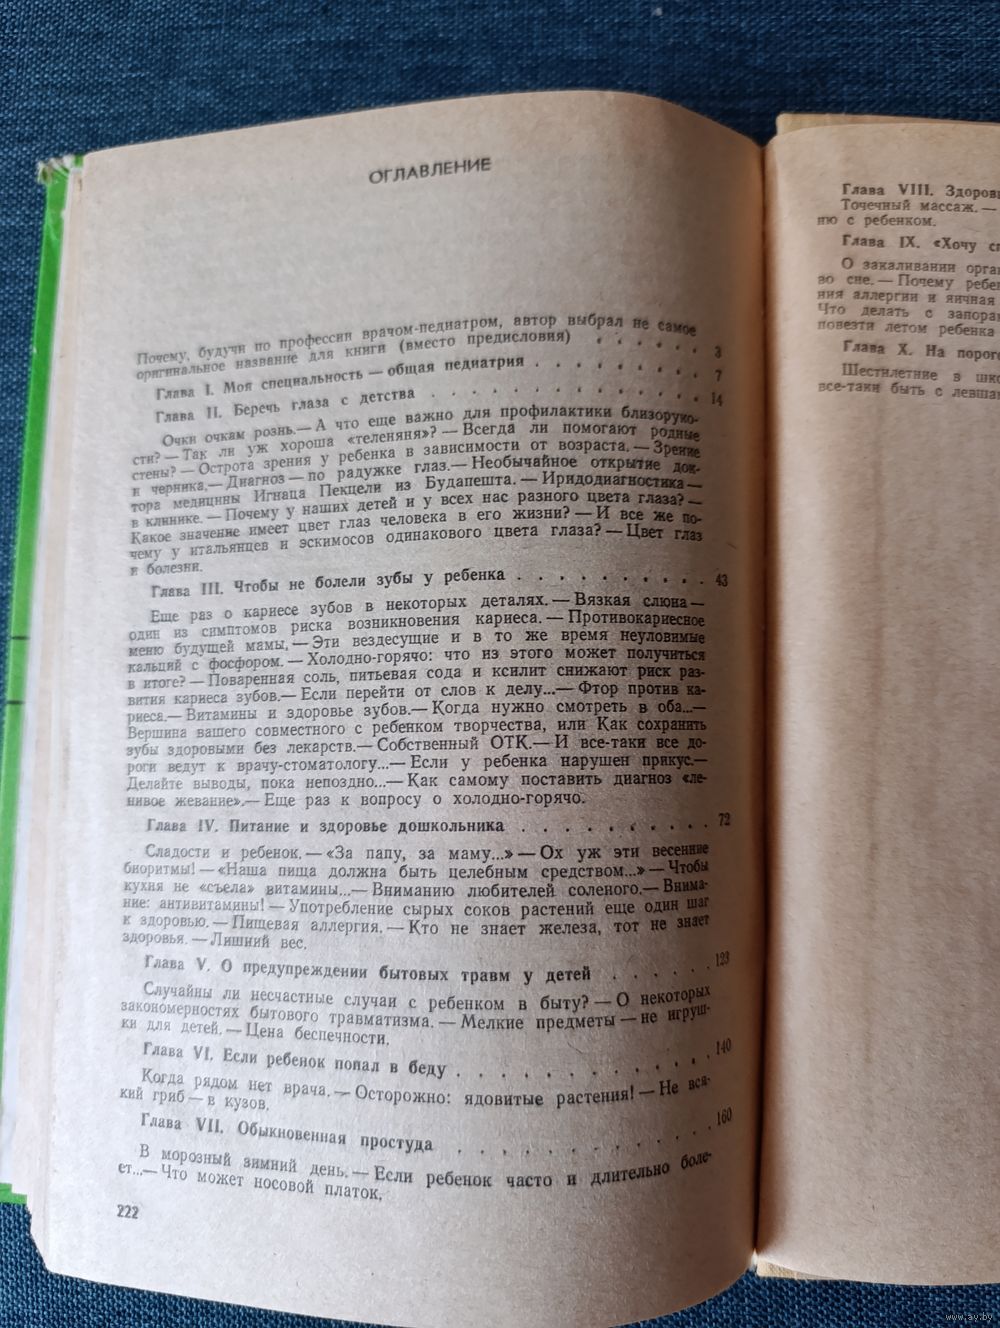 ОГЛАВЛЕНИЕ
Почему, будучи по профессии врачом-педиатром, автор выбрал не самое
оригинальное название для книги (вместо предисловия) . . . . . . 3
Глава I. Моя специальность — общая педиатрия . . . . . . . . . 7
Глава II. Беречь глаза с детства . . . . . . . . . . . . . 14
Очки очкам рознь.— А что еще важно для профилактики близоруко-
сти? — Так ли уж хороша «теленяня»? — Всегда ли помогают родные
стены? — Острота зрения у ребенка в зависимости от возраста. — Зрение
и черника.— Диагноз — по радужке глаз.— Необычайное открытие док-
тора медицины Игнаца Пекцели из Будапешта. — Иридодиагностика —
в клинике. — Почему у наших детей и у всех нас разного цвета глаза? —
Какое значение имеет цвет глаз человека в его жизни? — И все же по-
чему у итальянцев и эскимосов одинакового цвета глаза? — Цвет глаз
и болезни.
Глава III. Чтобы не болели зубы у ребенка . . . . . . . . . . 43
Еще раз о кариесе зубов в некоторых деталях. — Вязкая слюна —
один из симптомов риска возникновения кариеса. — Противокариесное
меню будущей мамы.— Эти вездесущие и в то же время неуловимые
кальций с фосфором. — Холодно-горячо: что из этого может получиться
в итоге? — Поваренная соль, питьевая сода и ксилит снижают риск раз-
вития кариеса зубов.— Если перейти от слов к делу...— Фтор против ка-
риеса.— Витамины и здоровье зубов.— Когда нужно смотреть в оба...—
Вершина вашего совместного с ребенком творчества, или Как сохранить
зубы здоровыми без лекарств.— Собственный ОТК.— И все-таки все до-
роги ведут к врачу-стоматологу...— Если у ребенка нарушен прикус.—
Делайте выводы, пока непоздно...— Как самому поставить диагноз «ле-
нивое жевание».— Еще раз к вопросу о холодно-горячо.
Глава IV. Питание и здоровье дошкольника . . . . . . . . . . 72
Сладости и ребенок. — «За папу, за маму...» — Ох уж эти весенние
биоритмы! — «Наша пища должна быть целебным средством...» — Чтобы
кухня не «съела» витамины...— Вниманию любителей соленого.— Внима-
ние: антивитамины! — Употребление сырых соков растений еще один шаг
к здоровью. — Пищевая аллергия. — Кто не знает железа, тот не знает
здоровья. — Лишний вес.
Глава V. О предупреждении бытовых травм у детей . . . . . . 123
Случайны ли несчастные случаи с ребенком в быту? — О некоторых
закономерностях бытового травматизма. — Мелкие предметы — не игруш-
ки для детей. — Цена беспечности.
Глава VI. Если ребенок попал в беду . . . . . . . . . . . . 140
Когда рядом нет врача. — Осторожно: ядовитые растения! — Не вся-
кий гриб — в кузов.
Глава VII. Обыкновенная простуда . . . . . . . . . . . . 160
В морозный зимний день. — Если ребенок часто и длительно боле-
ет...— Что может носовой платок.
222
Глава VIII. Здоровь
Точечный массаж. —
ию с ребенком.
Глава IX. «Хочу сп
О закаливании орган
во сне. — Почему ребен
ния аллергии и яичная
Что делать с запора
повезти летом ребенка
Глава X. На порого
Шестилетние в шко
все-таки быть с левша
www.ay.by